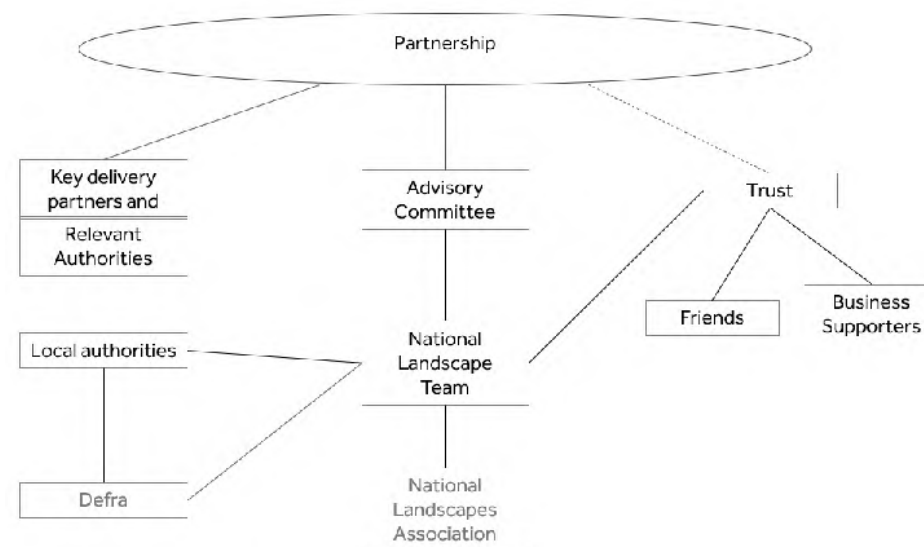 Partnership
Key delivery
partners and
Relevant
Authorities
Advisory
Committee
Trust
Friends
Business
Supporters
Local authorities
National
Landscape
Team
Defra
National
Landscapes
Association